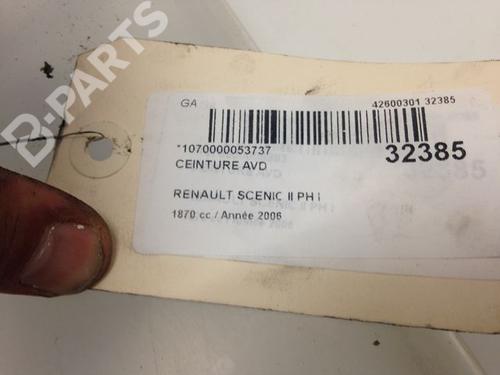 B-PARTS
GA
42600301 32385
*1070000053737
32385
CEINTURE AVD
RENAULT SCENIC II PH I
1870 cc / Année 2006